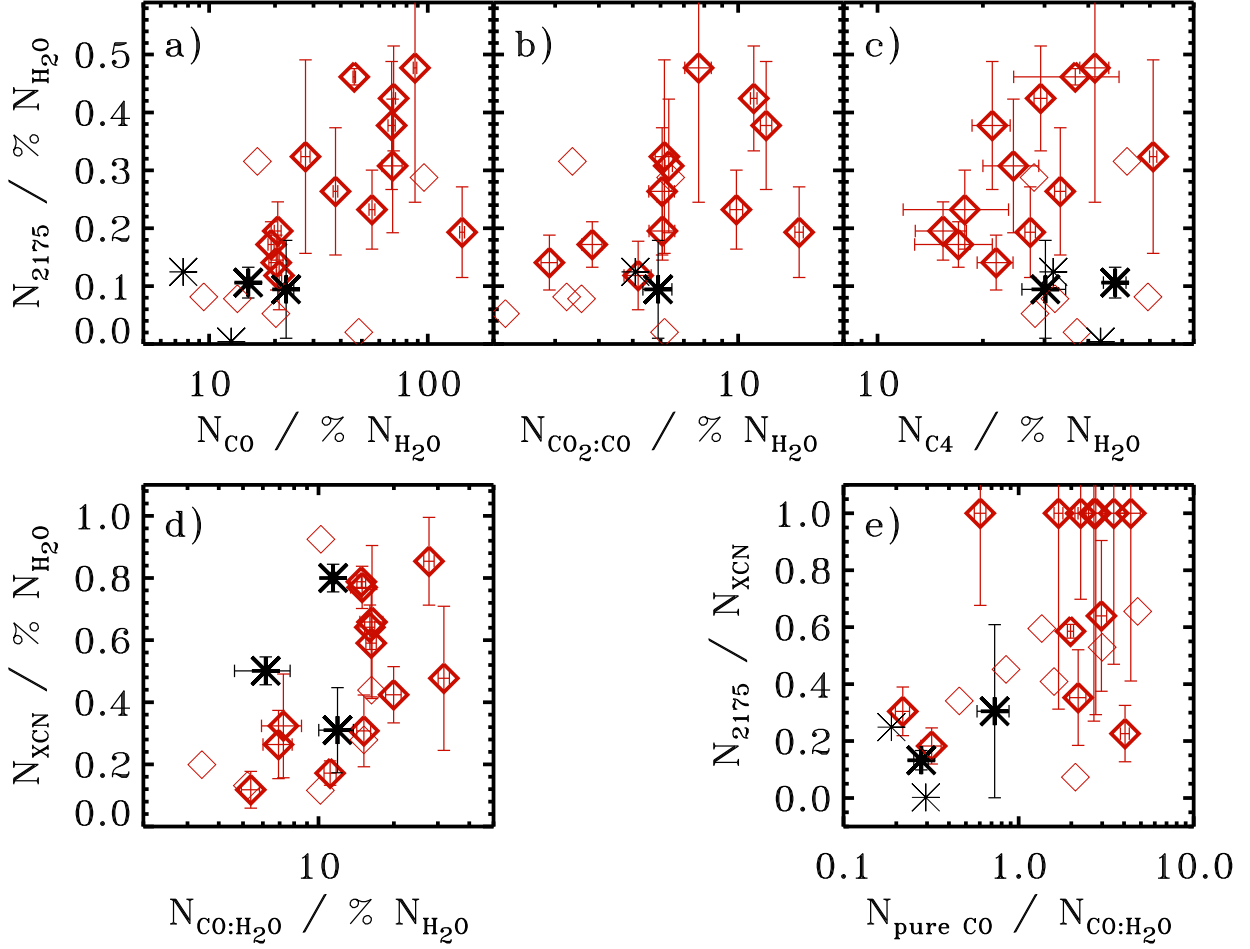 a)
b)
c)
N2175 / % NH2O
0.5
0.4
0.3
0.2
0.1
0.0
10
100
10
10
NCO / % NH2O
NCO2:CO / % NH2O
NC4 / % NH2O
d)
NXCN / % NH2O
1.0
0.8
0.6
0.4
0.2
0.0
10
NCO:H2O / % NH2O
e)
N2175 / NXCN
1.0
0.8
0.6
0.4
0.2
0.0
0.1
1.0
10.0
Npure CO / NCO:H2O